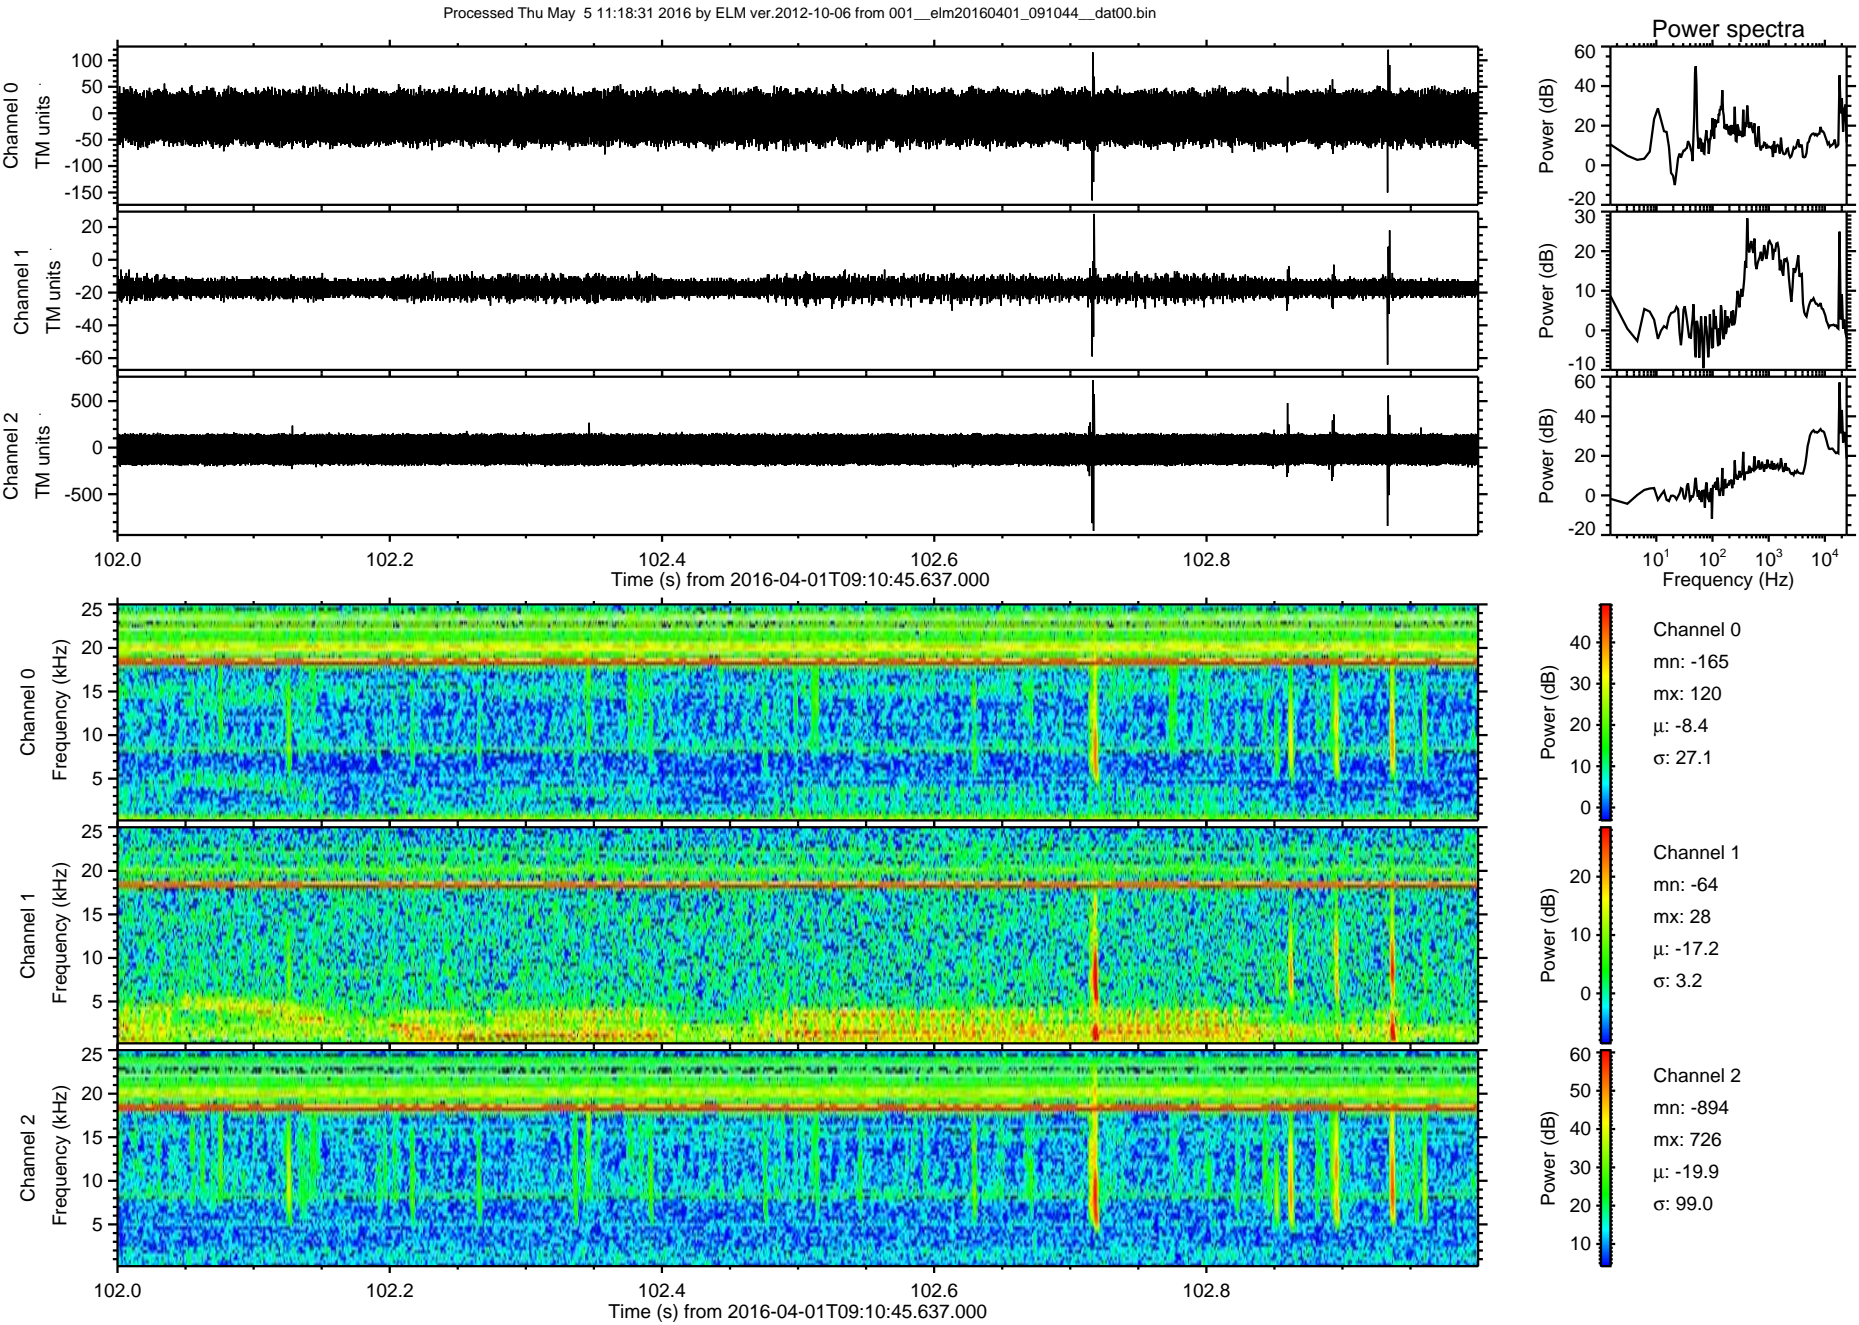 Processed Thu May  5 11:18:31 2016 by ELM ver.2012-10-06 from 001__elm20160401_091044__dat00.bin
Power spectra
Channel 0
TM units
100
50
0
-50
-100
-150
Power (dB)
60
40
20
0
-20
Channel 1
TM units
20
0
-20
-40
-60
Power (dB)
30
20
10
0
-10
Channel 2
TM units
500
0
-500
Power (dB)
60
40
20
0
-20
102.0 102.2 102.4 102.6 102.8
Time (s) from 2016-04-01T09:10:45.637.000
10^1 10^2 10^3 10^4
Frequency (Hz)
Channel 0
Frequency (kHz)
25
20
15
10
5
Power (dB)
40
30
20
10
0
Channel 0
mn: -165
mx: 120
μ: -8.4
σ: 27.1
Channel 1
Frequency (kHz)
25
20
15
10
5
Power (dB)
20
10
0
Channel 1
mn: -64
mx: 28
μ: -17.2
σ: 3.2
Channel 2
Frequency (kHz)
25
20
15
10
5
Power (dB)
60
50
40
30
20
10
Channel 2
mn: -894
mx: 726
μ: -19.9
σ: 99.0
102.0 102.2 102.4 102.6 102.8
Time (s) from 2016-04-01T09:10:45.637.000